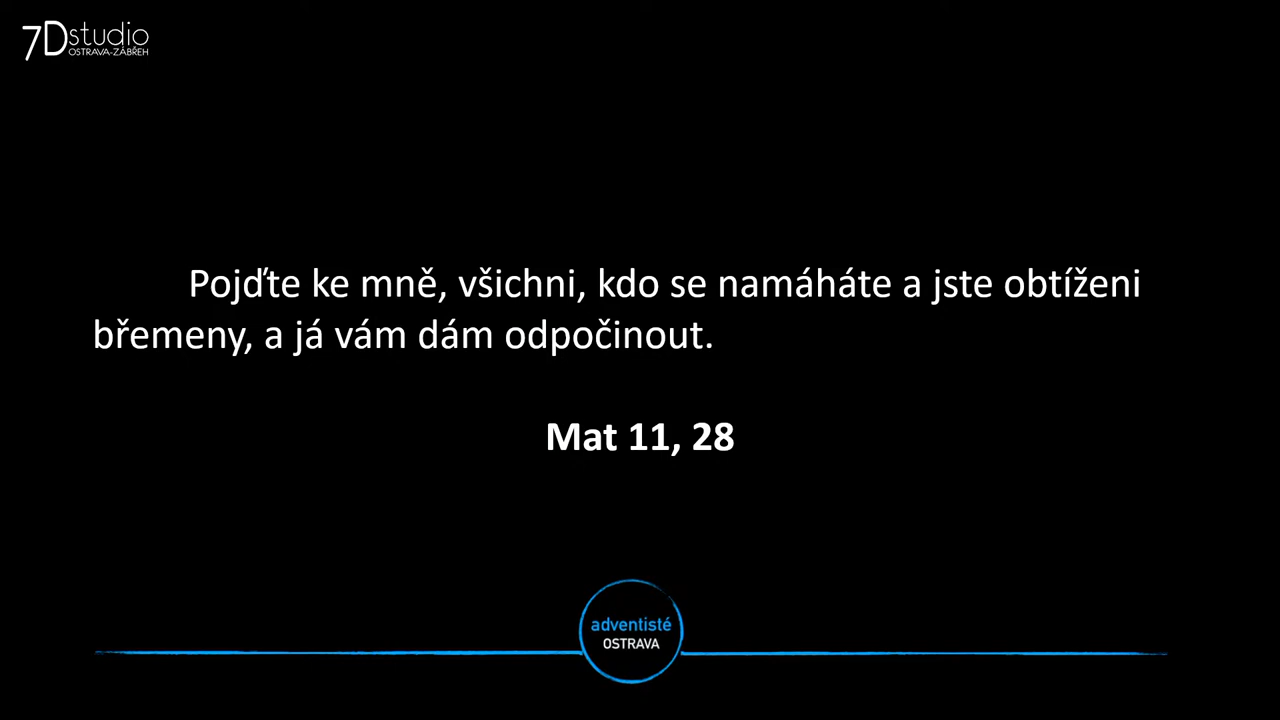 7Dstudio
OSTRAVA-ZÁBŘEH
Pojďte ke mně, všichni, kdo se namáháte a jste obtíženi
břemeny, a já vám dám odpočinout.
Mat 11, 28
adventisté
OSTRAVA